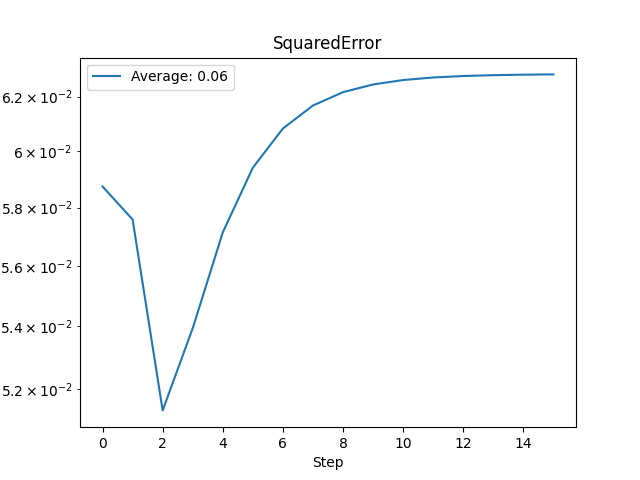 SquaredError
Average: 0.06
6.2 × 10⁻²
6 × 10⁻²
5.8 × 10⁻²
5.6 × 10⁻²
5.4 × 10⁻²
5.2 × 10⁻²
0 2 4 6 8 10 12 14
Step